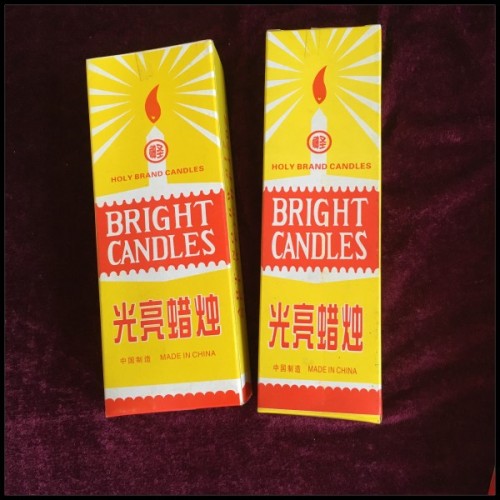 HOLY BRAND CANDLES
BRIGHT
CANDLES
光亮蜡烛
中国制造 MADE IN CHINA
HOLY BRAND CANDLES
BRIGHT
CANDLES
光亮蜡烛
中国制造 MADE IN CHINA